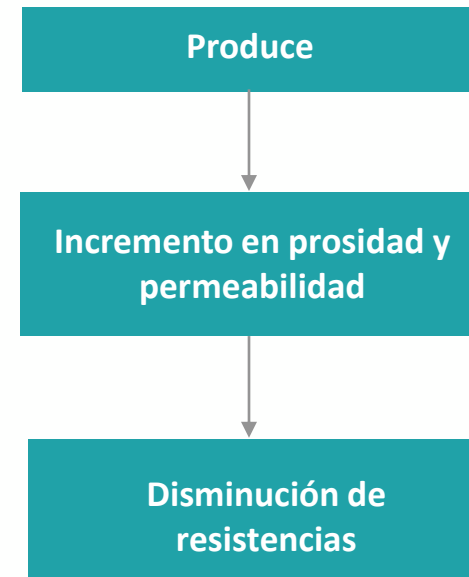 Produce
Incremento en prosidad y
permeabilidad
Disminución de
resistencias